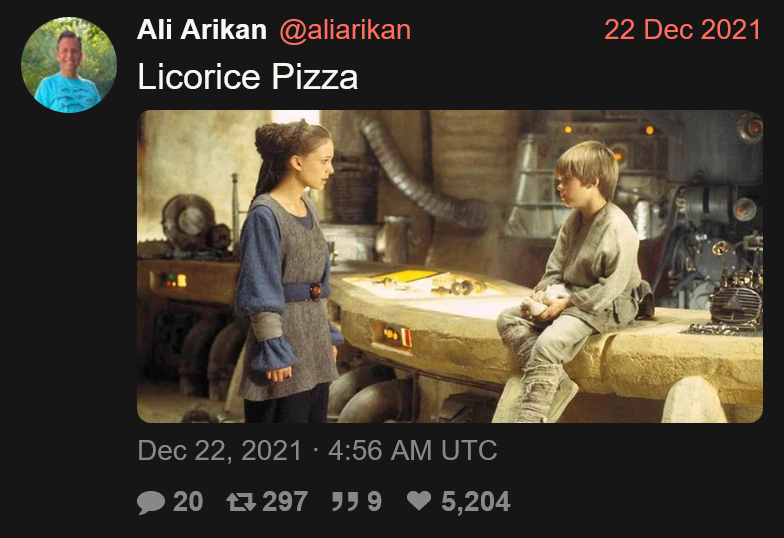 Ali Arikan @aliarikan 22 Dec 2021
Licorice Pizza
Dec 22, 2021 · 4:56 AM UTC
20 297 9 5,204